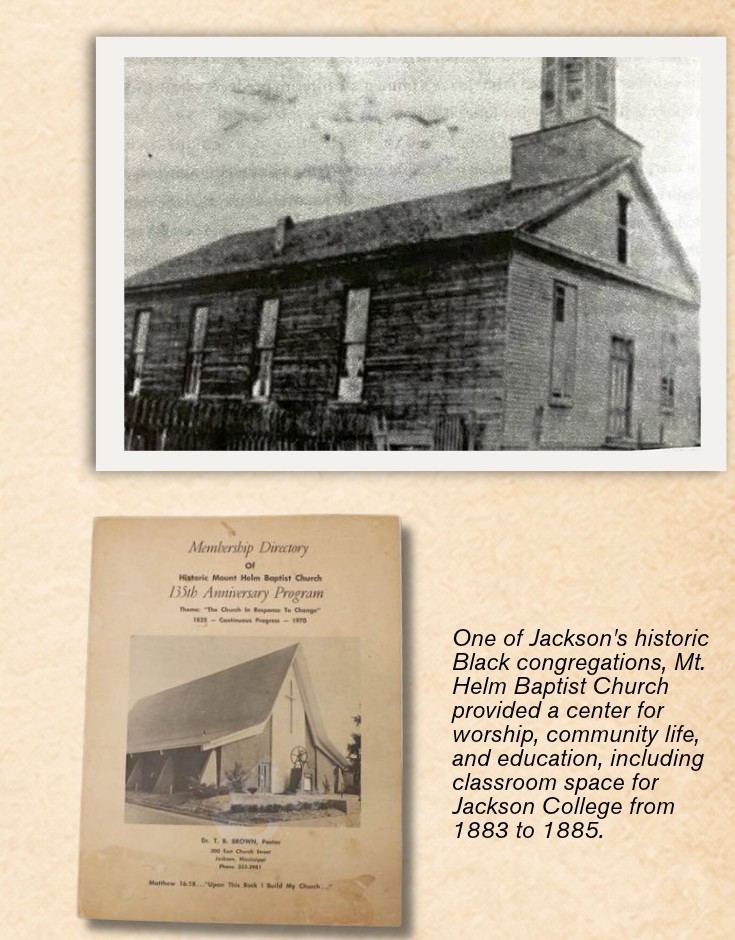 Membership Directory
Of
Historic Mount Helm Baptist Church
135th Anniversary Program
Theme: "The Church In Response To Change"
1835 — Continuous Progress — 1970
Dr. T. B. BROWN, Pastor
300 East Church Street
Jackson, Mississippi
Phone 353-3981
Matthew 16:18..."Upon This Rock I Build My Church..."
One of Jackson's historic
Black congregations, Mt.
Helm Baptist Church
provided a center for
worship, community life,
and education, including
classroom space for
Jackson College from
1883 to 1885.